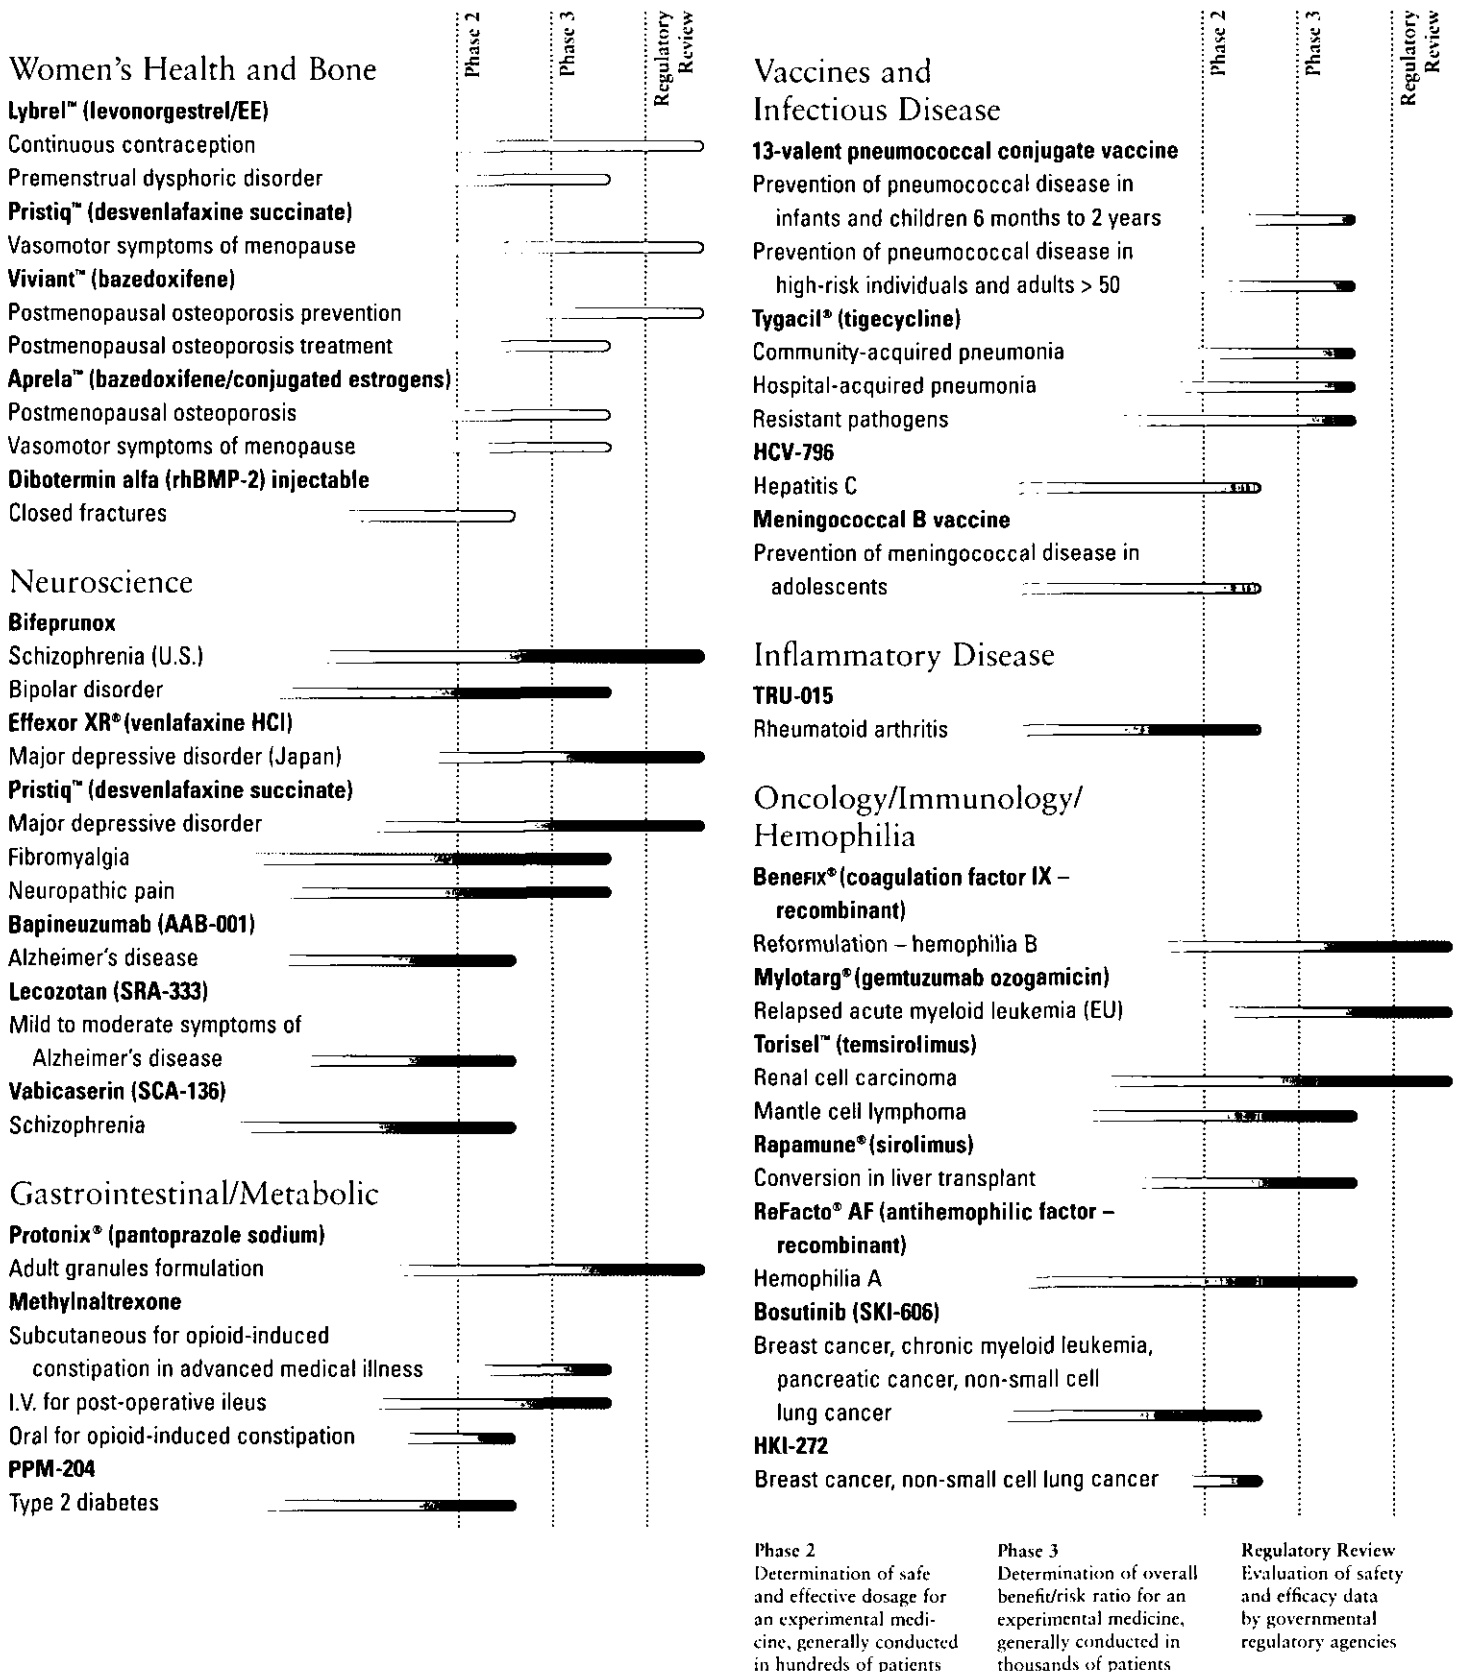 Phase 2
Phase 3
Regulatory
Review
Women's Health and Bone
Lybrel™ (levonorgestrel/EE)
Continuous contraception
Premenstrual dysphoric disorder
Pristiq™ (desvenlafaxine succinate)
Vasomotor symptoms of menopause
Viviant™ (bazedoxifene)
Postmenopausal osteoporosis prevention
Postmenopausal osteoporosis treatment
Aprela™ (bazedoxifene/conjugated estrogens)
Postmenopausal osteoporosis
Vasomotor symptoms of menopause
Dibotermin alfa (rhBMP-2) injectable
Closed fractures
Neuroscience
Bifeprunox
Schizophrenia (U.S.)
Bipolar disorder
Effexor XR® (venlafaxine HCl)
Major depressive disorder (Japan)
Pristiq™ (desvenlafaxine succinate)
Major depressive disorder
Fibromyalgia
Neuropathic pain
Bapineuzumab (AAB-001)
Alzheimer's disease
Lecozotan (SRA-333)
Mild to moderate symptoms of
Alzheimer's disease
Vabicaserin (SCA-136)
Schizophrenia
Gastrointestinal/Metabolic
Protonix® (pantoprazole sodium)
Adult granules formulation
Methylnaltrexone
Subcutaneous for opioid-induced
constipation in advanced medical illness
I.V. for post-operative ileus
Oral for opioid-induced constipation
PPM-204
Type 2 diabetes
Phase 2
Phase 3
Regulatory
Review
Vaccines and
Infectious Disease
13-valent pneumococcal conjugate vaccine
Prevention of pneumococcal disease in
infants and children 6 months to 2 years
Prevention of pneumococcal disease in
high-risk individuals and adults > 50
Tygacil® (tigecycline)
Community-acquired pneumonia
Hospital-acquired pneumonia
Resistant pathogens
HCV-796
Hepatitis C
Meningococcal B vaccine
Prevention of meningococcal disease in
adolescents
Inflammatory Disease
TRU-015
Rheumatoid arthritis
Oncology/Immunology/
Hemophilia
BeneFIX® (coagulation factor IX –
recombinant)
Reformulation – hemophilia B
Mylotarg® (gemtuzumab ozogamicin)
Relapsed acute myeloid leukemia (EU)
Torisel™ (temsirolimus)
Renal cell carcinoma
Mantle cell lymphoma
Rapamune® (sirolimus)
Conversion in liver transplant
ReFacto® AF (antihemophilic factor –
recombinant)
Hemophilia A
Bosutinib (SKI-606)
Breast cancer, chronic myeloid leukemia,
pancreatic cancer, non-small cell
lung cancer
HKI-272
Breast cancer, non-small cell lung cancer
Phase 2
Determination of safe
and effective dosage for
an experimental medi-
cine, generally conducted
in hundreds of patients
Phase 3
Determination of overall
benefit/risk ratio for an
experimental medicine,
generally conducted in
thousands of patients
Regulatory Review
Evaluation of safety
and efficacy data
by governmental
regulatory agencies